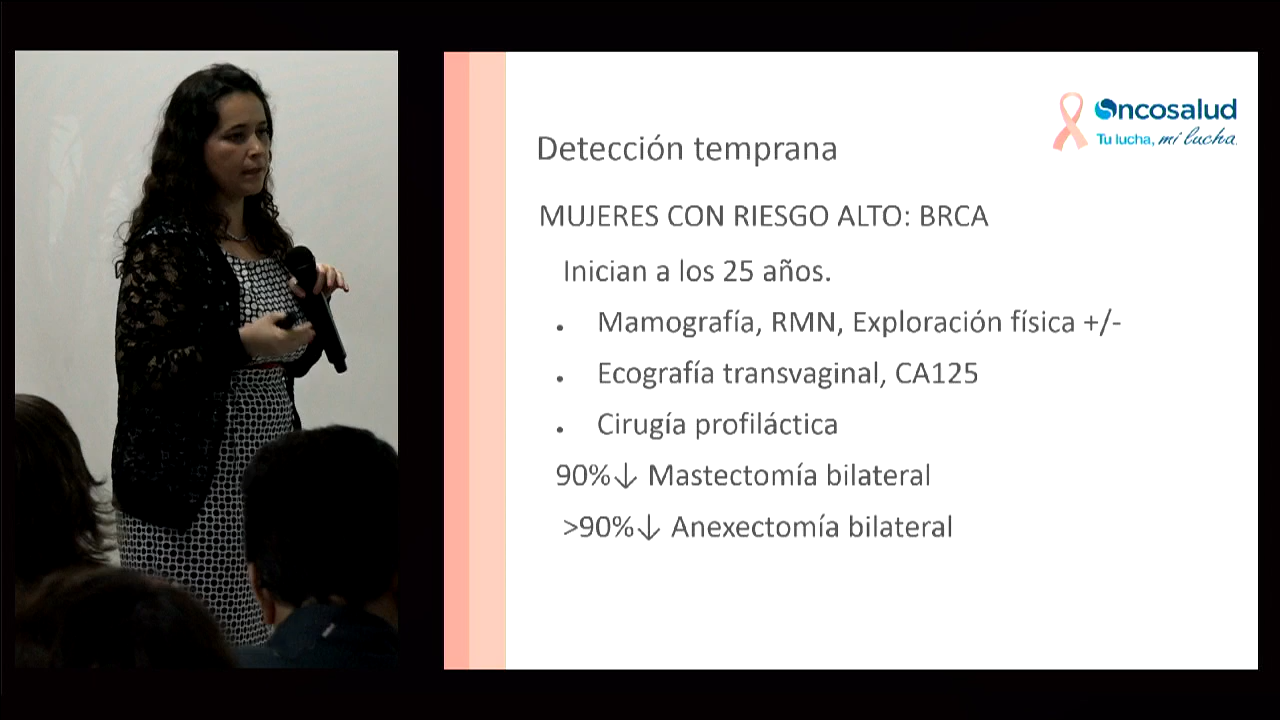 Oncosalud
Tu lucha, mi lucha.
Detección temprana
MUJERES CON RIESGO ALTO: BRCA
Inician a los 25 años.
. Mamografía, RMN, Exploración física +/-
. Ecografía transvaginal, CA125
. Cirugía profiláctica
90%↓ Mastectomía bilateral
>90%↓ Anexectomía bilateral